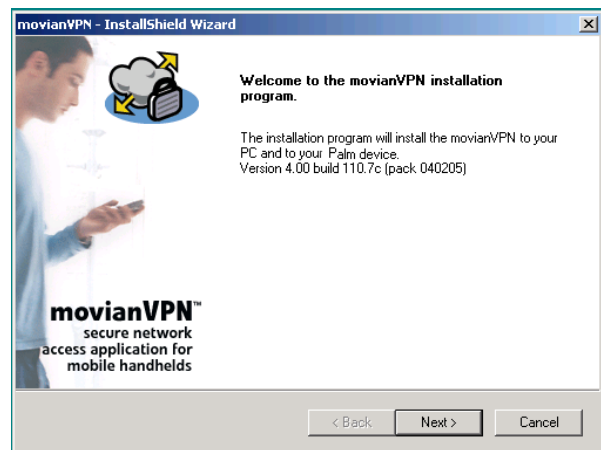 movianVPN - InstallShield Wizard
Welcome to the movianVPN installation
program.
The installation program will install the movianVPN to your
PC and to your Palm device.
Version 4.00 build 110.7c (pack 040205)
movianVPN™
secure network
access application for
mobile handhelds
< Back
Next >
Cancel